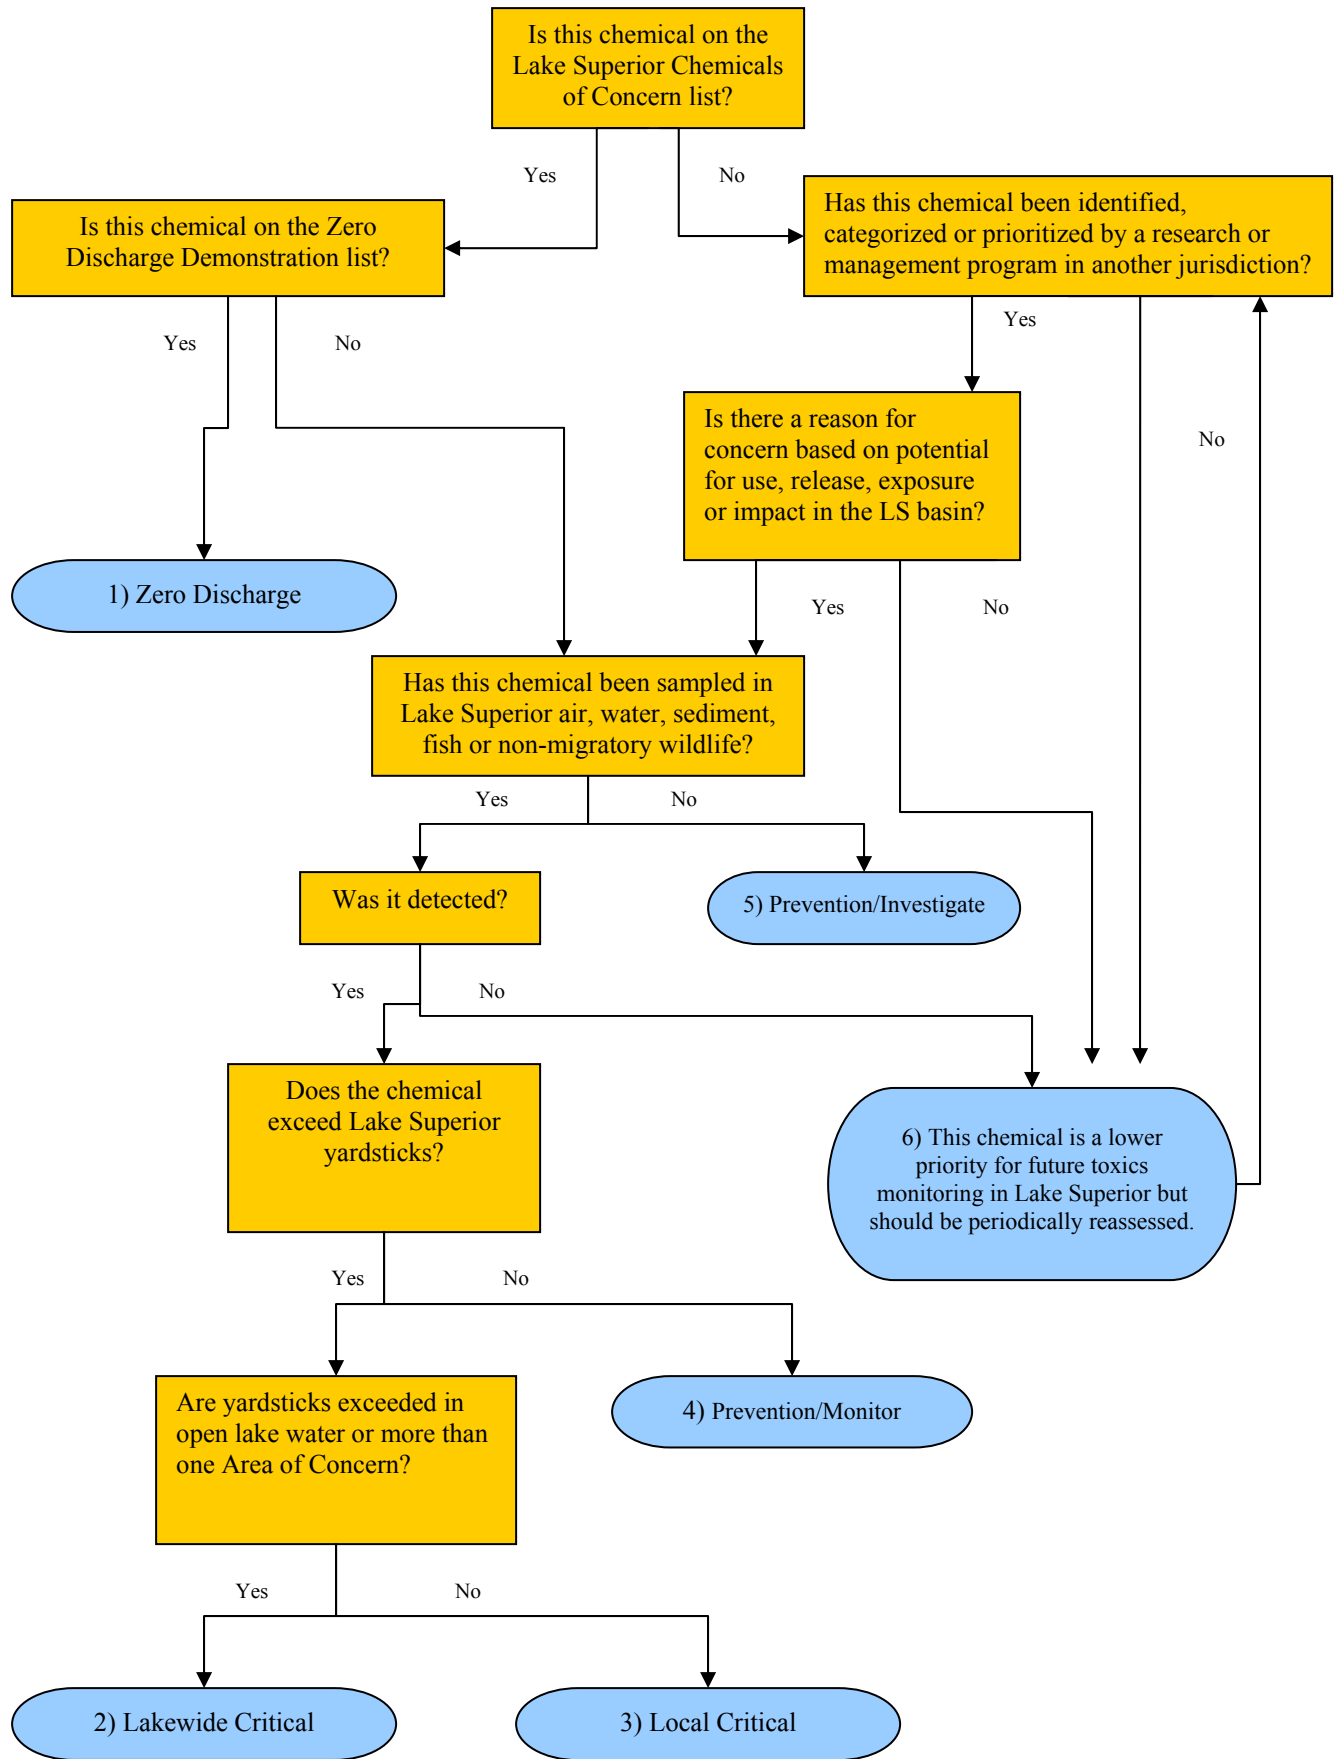 Is this chemical on the
Lake Superior Chemicals
of Concern list?
Yes
No
Is this chemical on the Zero
Discharge Demonstration list?
Has this chemical been identified,
categorized or prioritized by a research or
management program in another jurisdiction?
Yes
No
Yes
No
Is there a reason for
concern based on potential
for use, release, exposure
or impact in the LS basin?
1) Zero Discharge
Yes
No
Has this chemical been sampled in
Lake Superior air, water, sediment,
fish or non-migratory wildlife?
Yes
No
Was it detected?
5) Prevention/Investigate
Yes
No
Does the chemical
exceed Lake Superior
yardsticks?
6) This chemical is a lower
priority for future toxics
monitoring in Lake Superior but
should be periodically reassessed.
Yes
No
Are yardsticks exceeded in
open lake water or more than
one Area of Concern?
4) Prevention/Monitor
Yes
No
2) Lakewide Critical
3) Local Critical